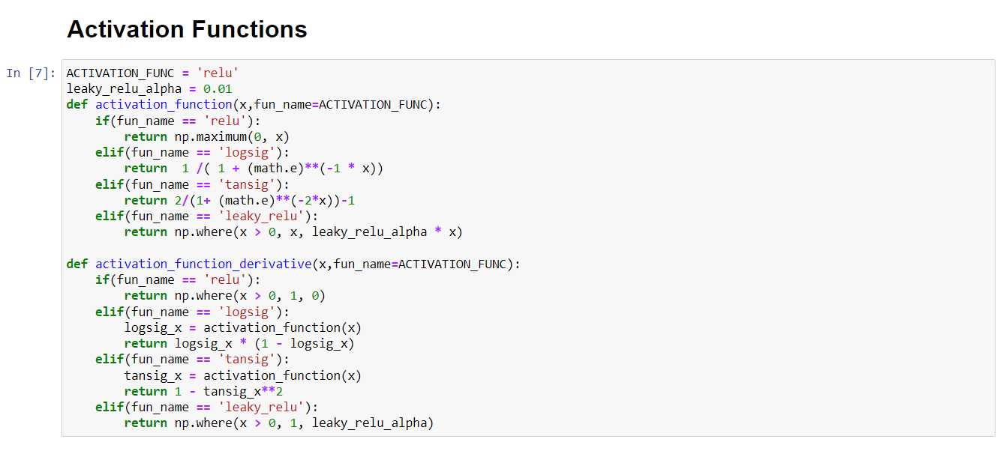 Activation Functions
In [7]:
ACTIVATION_FUNC = 'relu'
leaky_relu_alpha = 0.01
def activation_function(x,fun_name=ACTIVATION_FUNC):
    if(fun_name == 'relu'):
        return np.maximum(0, x)
    elif(fun_name == 'logsig'):
        return  1 /( 1 + (math.e)**(-1 * x))
    elif(fun_name == 'tansig'):
        return 2/(1+ (math.e)**(-2*x))-1
    elif(fun_name == 'leaky_relu'):
        return np.where(x > 0, x, leaky_relu_alpha * x)

def activation_function_derivative(x,fun_name=ACTIVATION_FUNC):
    if(fun_name == 'relu'):
        return np.where(x > 0, 1, 0)
    elif(fun_name == 'logsig'):
        logsig_x = activation_function(x)
        return logsig_x * (1 - logsig_x)
    elif(fun_name == 'tansig'):
        tansig_x = activation_function(x)
        return 1 - tansig_x**2
    elif(fun_name == 'leaky_relu'):
        return np.where(x > 0, 1, leaky_relu_alpha)